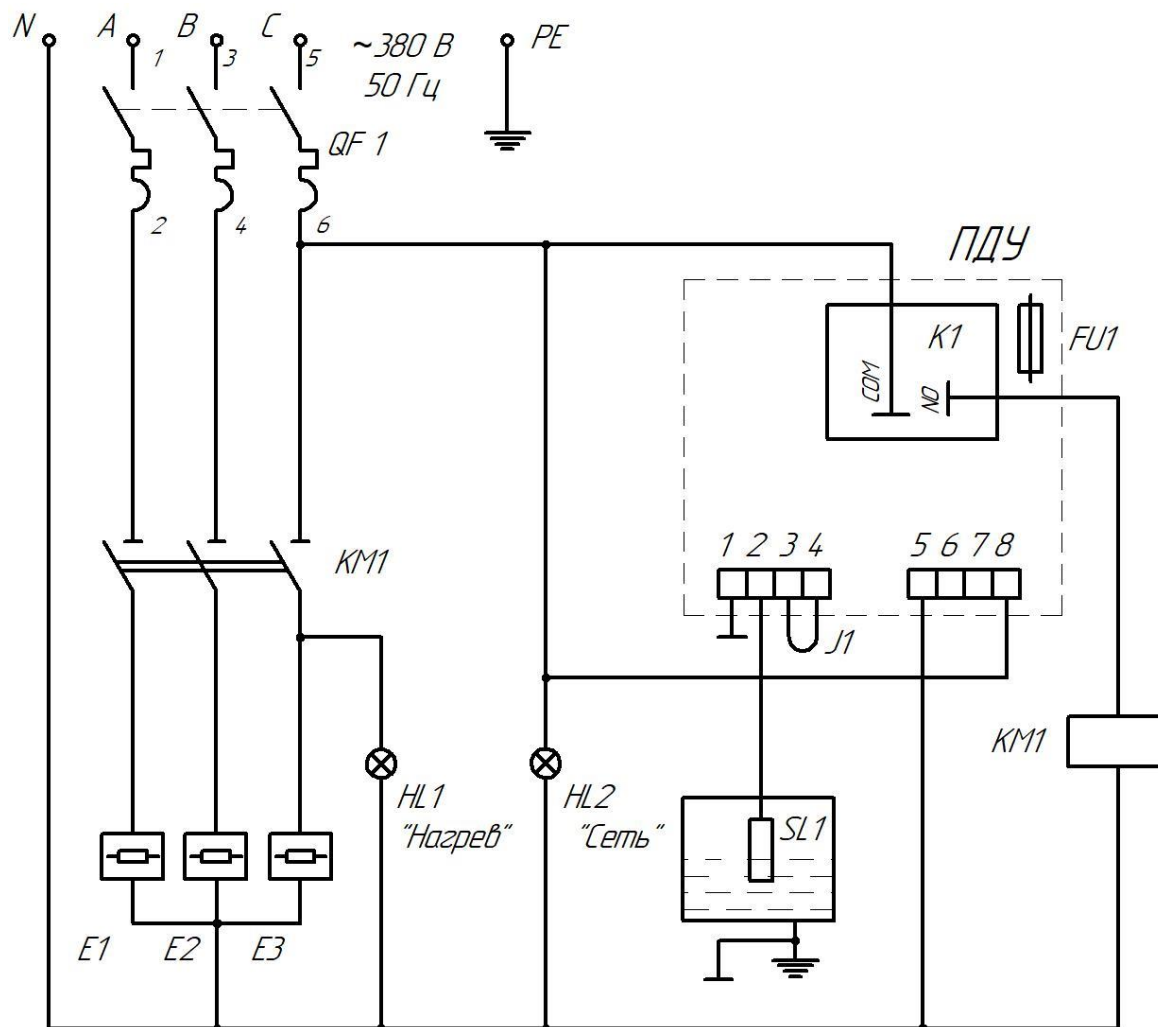 N A B C ~380 В PE
1 3 5
50 Гц
QF 1
2 4 6
ПДУ
K1 FU1
COM NO
1 2 3 4 5 6 7 8
KM1
J1
KM1
HL1 HL2 SL1
"Нагрев" "Сеть"
E1 E2 E3